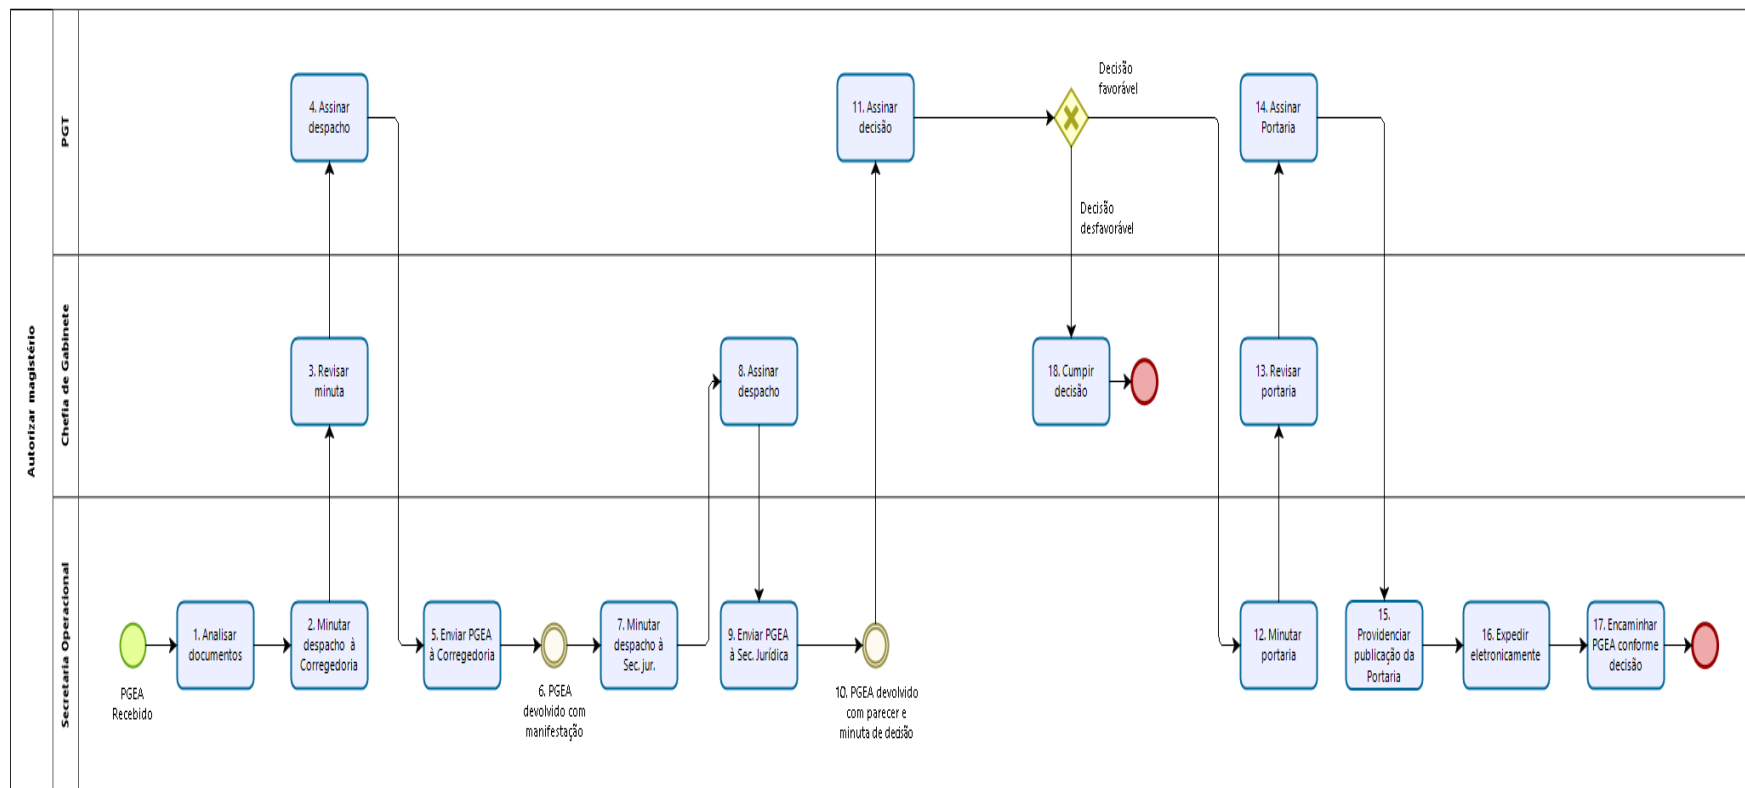 Autorizar magistério
PGT
4. Assinar
despacho
11. Assinar
decisão
Decisão
favorável
Decisão
desfavorável
14. Assinar
Portaria
Chefia de Gabinete
3. Revisar
minuta
8. Assinar
despacho
18. Cumpir
decisão
13. Revisar
portaria
Secretaria Operacional
PGEA
Recebido
1. Analisar
documentos
2. Minutar
despacho à
Corregedoria
5. Enviar PGEA
à Corregedoria
6. PGEA
devolvido com
manifestação
7. Minutar
despacho à
Sec. jur.
9. Enviar PGEA
à Sec. Jurídica
10. PGEA devolvido
com parecer e
minuta de decisão
12. Minutar
portaria
15.
Providenciar
publicação da
Portaria
16. Expedir
eletronicamente
17. Encaminhar
PGEA conforme
decisão